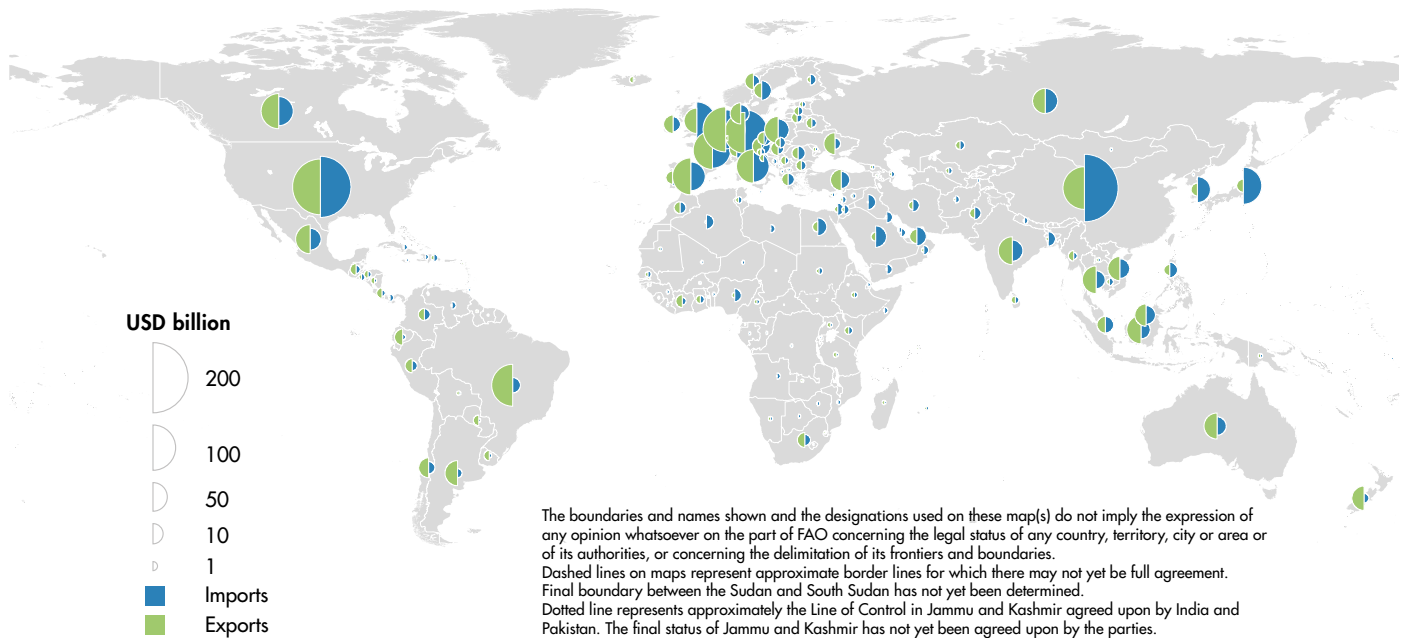 USD billion
200
100
50
10
1
Imports
Exports
The boundaries and names shown and the designations used on these map(s) do not imply the expression of
any opinion whatsoever on the part of FAO concerning the legal status of any country, territory, city or area or
of its authorities, or concerning the delimitation of its frontiers and boundaries.
Dashed lines on maps represent approximate border lines for which there may not yet be full agreement.
Final boundary between the Sudan and South Sudan has not yet been determined.
Dotted line represents approximately the Line of Control in Jammu and Kashmir agreed upon by India and
Pakistan. The final status of Jammu and Kashmir has not yet been agreed upon by the parties.